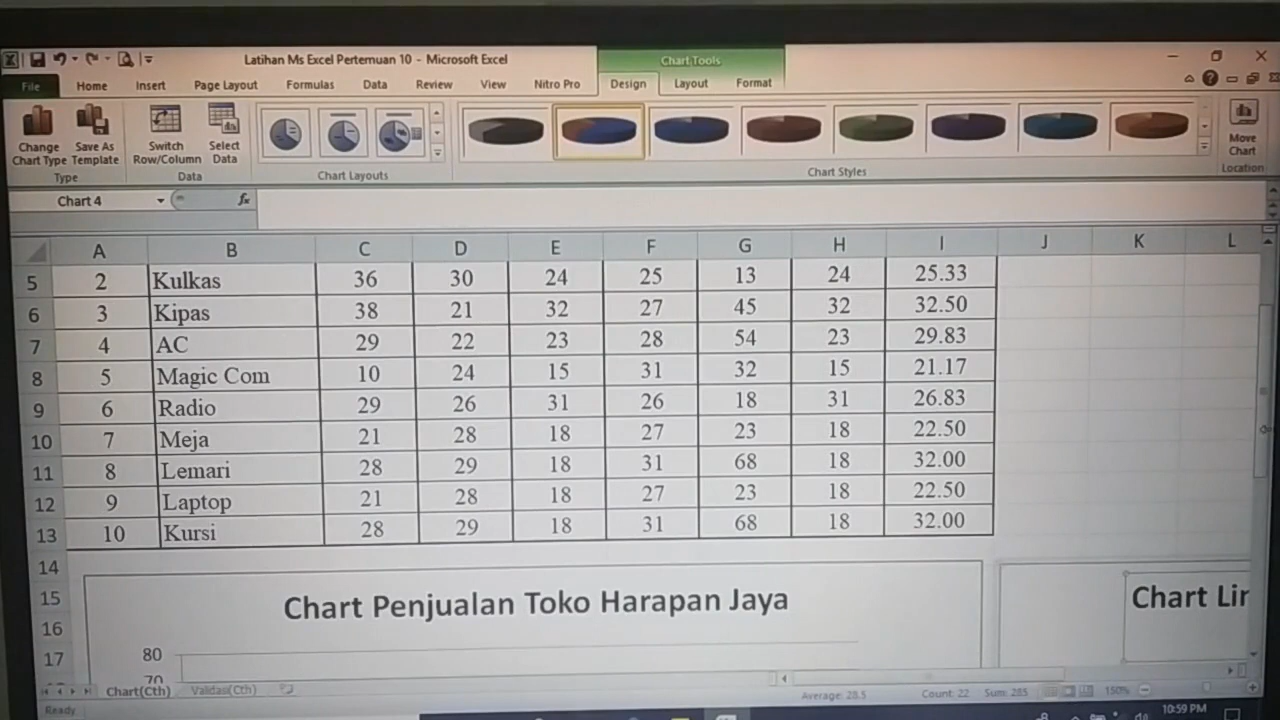 Latihan Ms Excel Pertemuan 10 - Microsoft Excel
Chart Tools
File Home Insert Page Layout Formulas Data Review View Nitro Pro Design Layout Format
Change Chart Type
Save As Template
Switch Row/Column
Select Data
Move Chart
Type Data Chart Layouts Chart Styles Location
Chart 4 fx
A B C D E F G H I J K L
5 2 Kulkas 36 30 24 25 13 24 25.33
6 3 Kipas 38 21 32 27 45 32 32.50
7 4 AC 29 22 23 28 54 23 29.83
8 5 Magic Com 10 24 15 31 32 15 21.17
9 6 Radio 29 26 31 26 18 31 26.83
10 7 Meja 21 28 18 27 23 18 22.50
11 8 Lemari 28 29 18 31 68 18 32.00
12 9 Laptop 21 28 18 27 23 18 22.50
13 10 Kursi 28 29 18 31 68 18 32.00
14
15 Chart Penjualan Toko Harapan Jaya
16
17 80
70
Chart(Cth) Validasi(Cth)
Ready Average: 28.5 Count: 22 Sum: 285 150%
10:59 PM